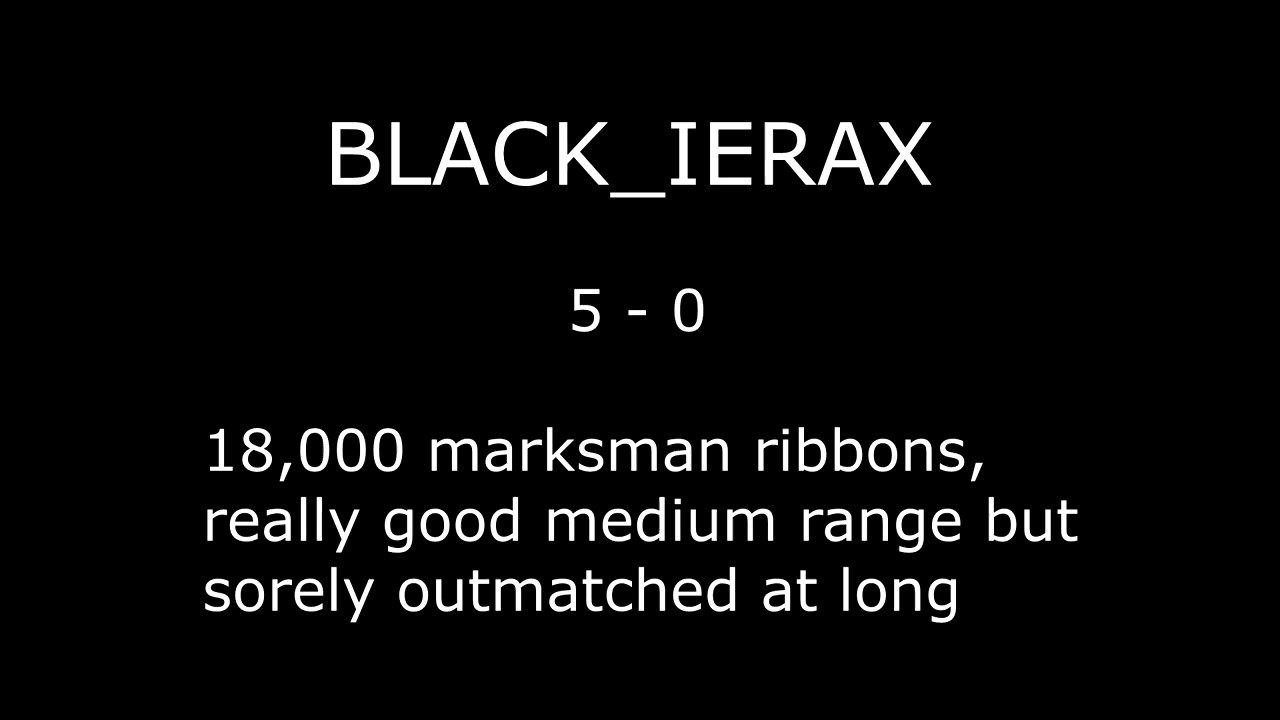 BLACK_IERAX
5 - 0
18,000 marksman ribbons,
really good medium range but
sorely outmatched at long